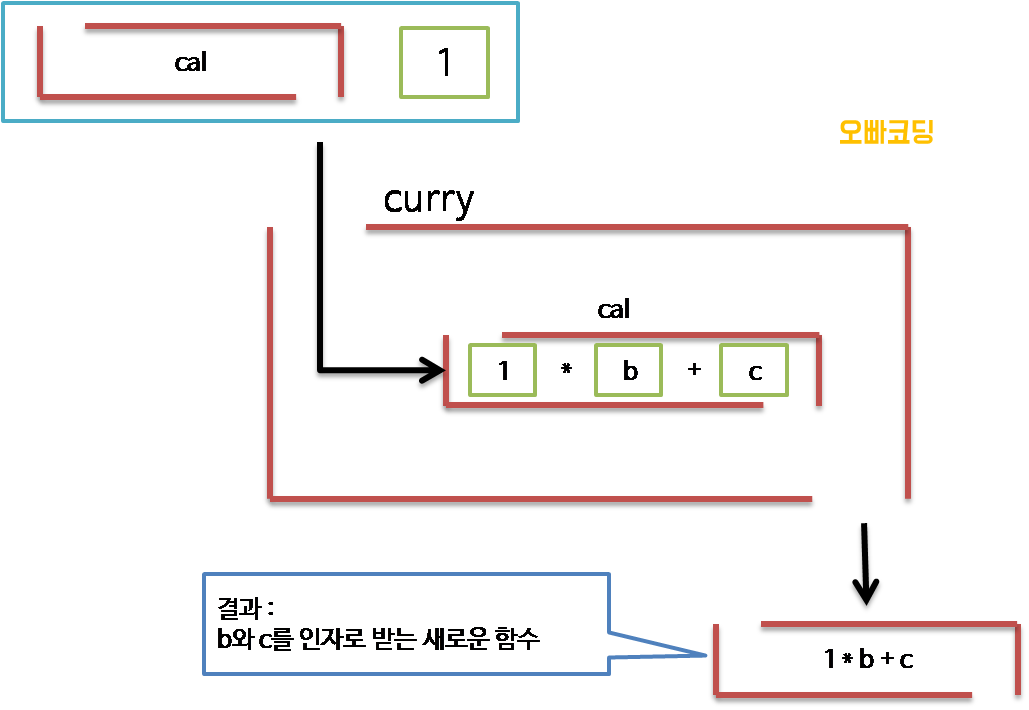 cal
1
오빠코딩
curry
cal
1 * b + c
결과 :
b와 c를 인자로 받는 새로운 함수
1 * b + c